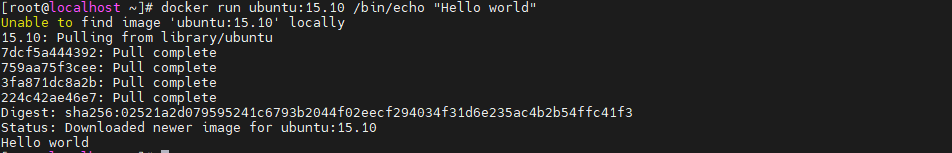 [root@localhost ~]# docker run ubuntu:15.10 /bin/echo "Hello world"
Unable to find image 'ubuntu:15.10' locally
15.10: Pulling from library/ubuntu
7dcf5a444392: Pull complete
759aa75f3cee: Pull complete
3fa871dc8a2b: Pull complete
224c42ae46e7: Pull complete
Digest: sha256:02521a2d079595241c6793b2044f02eecf294034f31d6e235ac4b2b54ffc41f3
Status: Downloaded newer image for ubuntu:15.10
Hello world